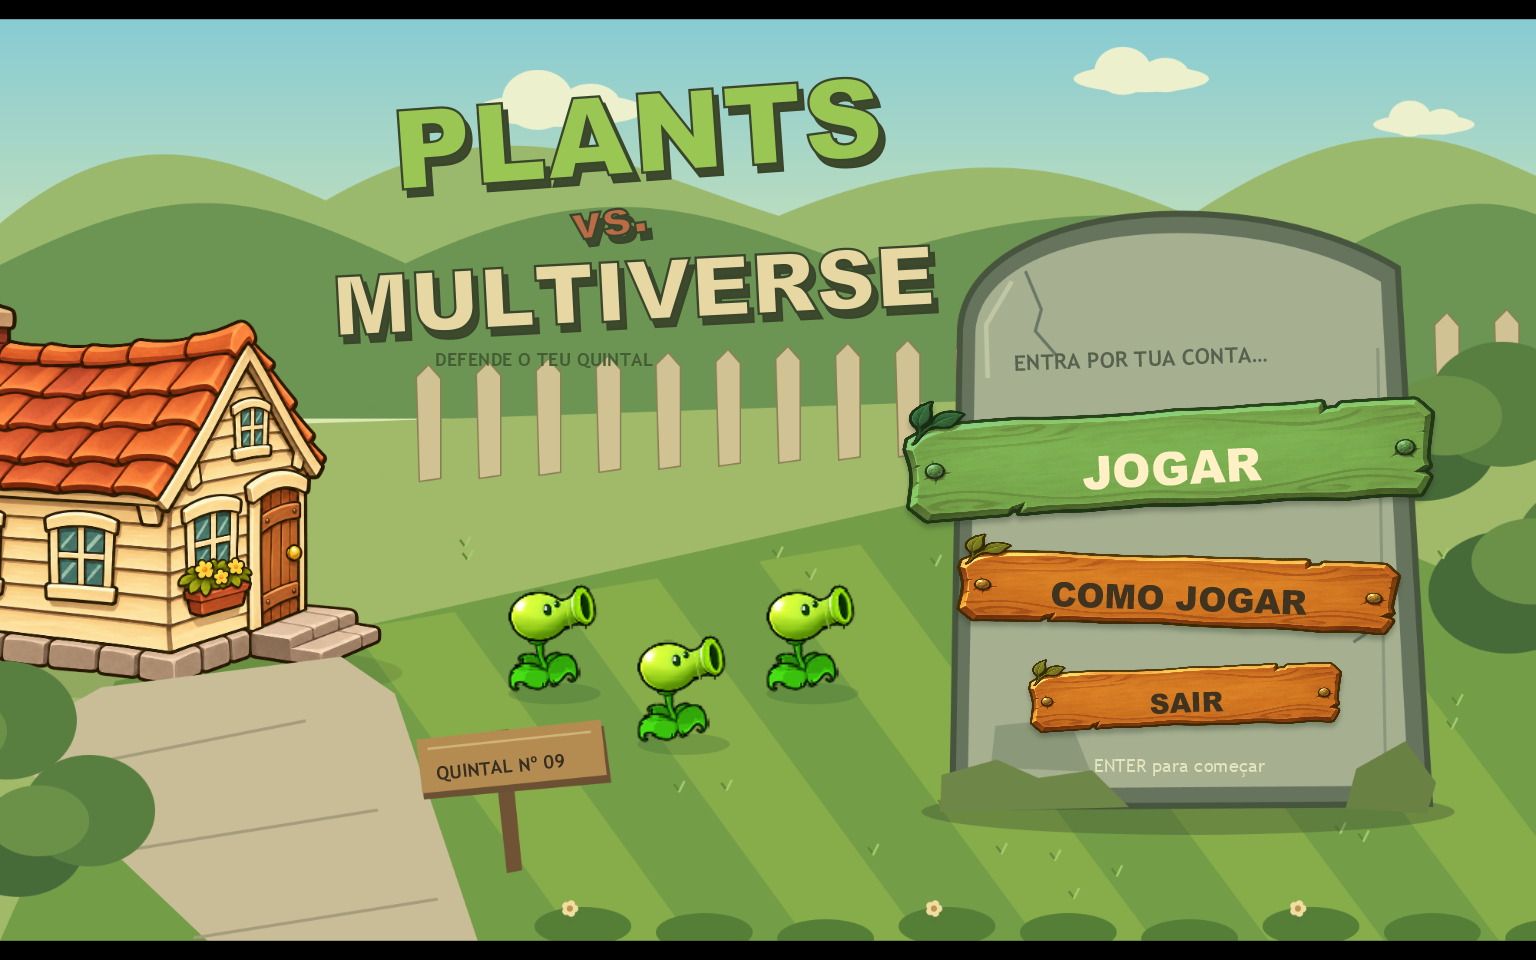 PLANTS
vs.
MULTIVERSE
DEFENDE O TEU QUINTAL
ENTRA POR TUA CONTA...
JOGAR
COMO JOGAR
SAIR
ENTER para começar
QUINTAL Nº 09